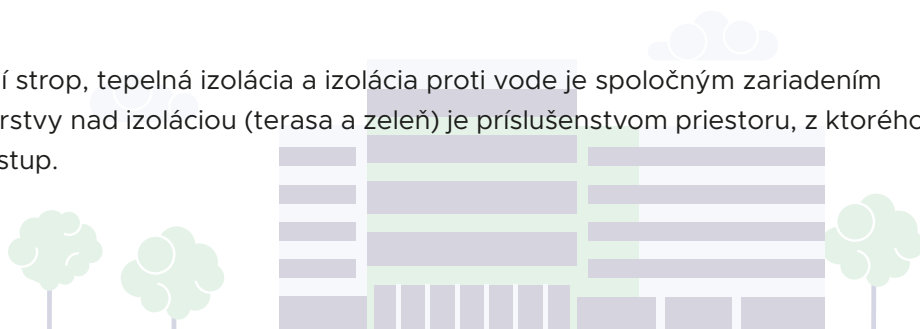 í strop, tepelná izolácia a izolácia proti vode je spoločným zariadením
rstvy nad izoláciou (terasa a zeleň) je príslušenstvom priestoru, z ktorého
stup.